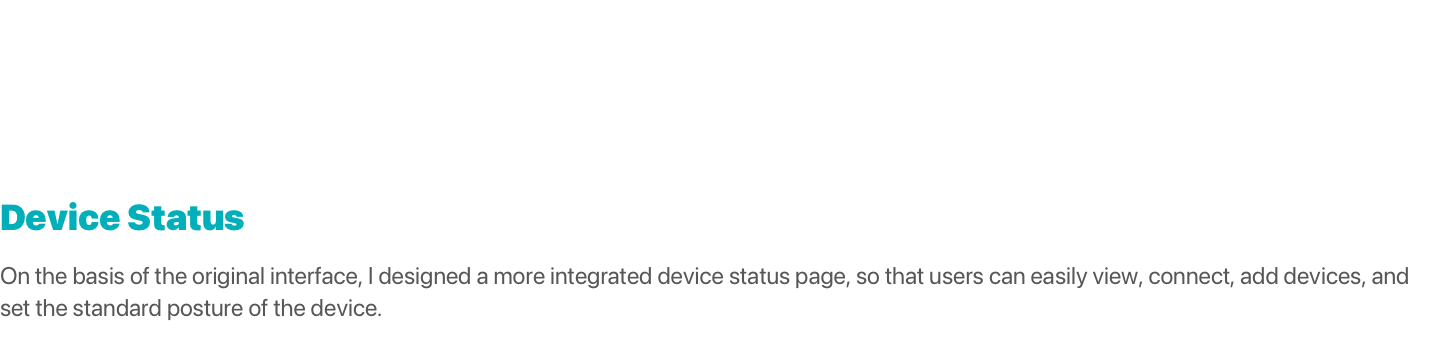 Device Status
On the basis of the original interface, I designed a more integrated device status page, so that users can easily view, connect, add devices, and
set the standard posture of the device.